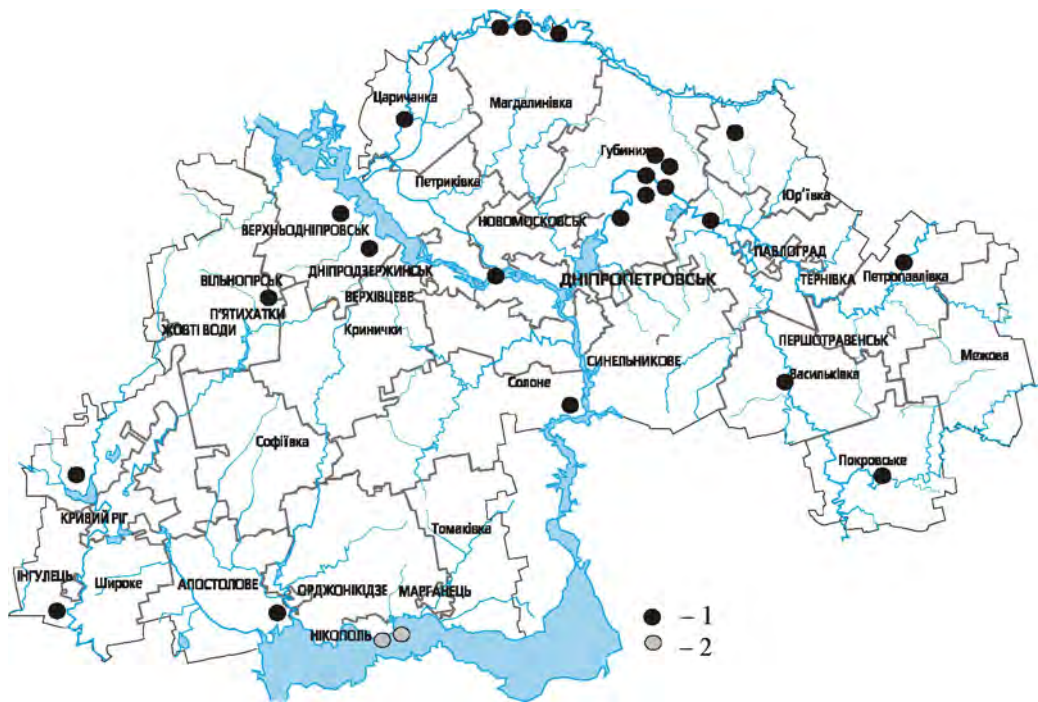 Царичанка
Магдалинівка
Губиниха
Петриківка
Юр'ївка
НОВОМОСКОВСЬК
ВЕРХНЬОДНІПРОВСЬК
ПАВЛОГРАД
ДНІПРОДЗЕРЖИНСЬК
ДНІПРОПЕТРОВСЬК
ТЕРНІВКА
Петропавлівка
ВІЛЬНОГІРСЬК
ВЕРХІВЦЕВЕ
П'ЯТИХАТКИ
ЖОВТІ ВОДИ
Кринички
ПЕРШОТРАВЕНСЬК
Межова
СИНЕЛЬНИКОВЕ
Васильківка
Солоне
Софіївка
Покровське
КРИВИЙ РІГ
Томаківка
ІНГУЛЕЦЬ
Широке
АПОСТОЛОВЕ
ОРДЖОНІКІДЗЕ
МАРГАНЕЦЬ
НІКОПОЛЬ
– 1
– 2